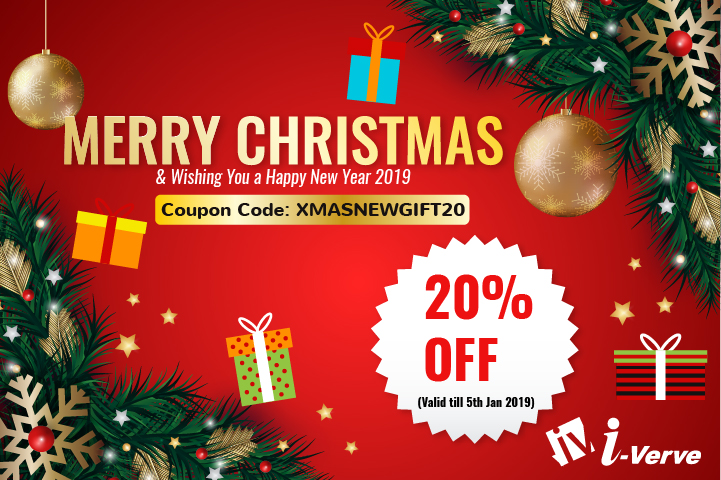 MERRY CHRISTMAS
& Wishing You a Happy New Year 2019
Coupon Code: XMASNEWGIFT20
20%
OFF
(Valid till 5th Jan 2019)
iv i-Verve